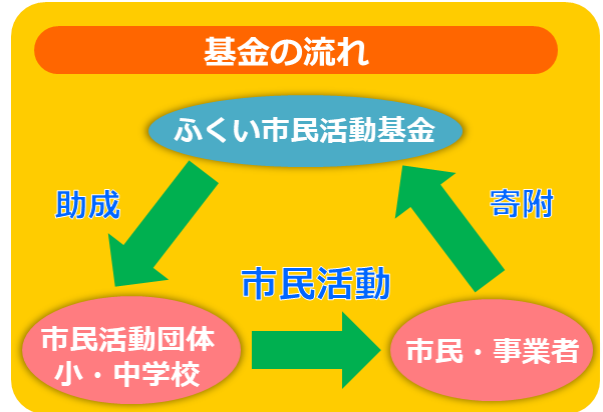 基金の流れ
ふくい市民活動基金
助成
寄附
市民活動
市民活動団体
小・中学校
市民・事業者